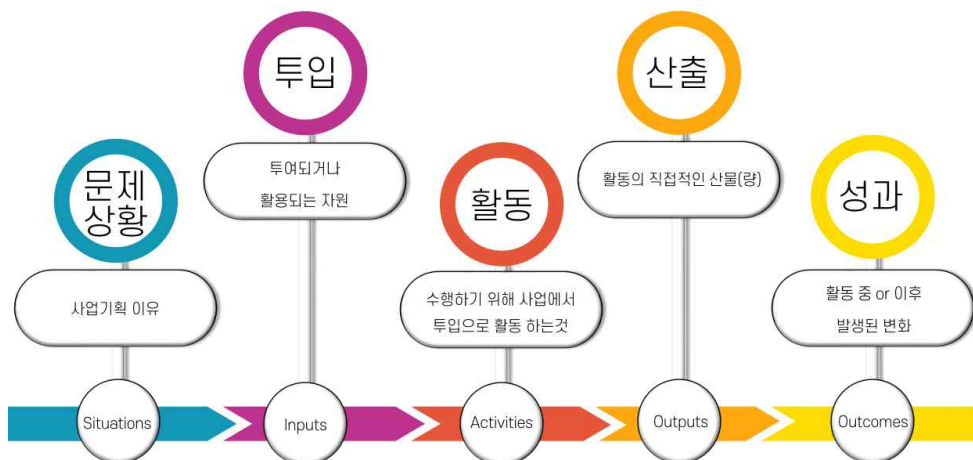 문제
상황
사업기획 이유
Situations
투입
투여되거나
활용되는 자원
Inputs
활동
수행하기 위해 사업에서
투입으로 활동 하는것
Activities
산출
활동의 직접적인 산물(량)
Outputs
성과
활동 중 or 이후
발생된 변화
Outcomes